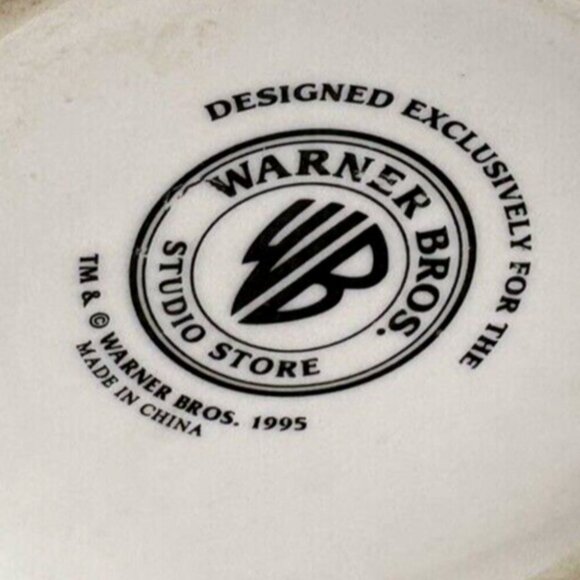 DESIGNED EXCLUSIVELY FOR THE
WARNER BROS.
WB
STUDIO STORE
TM & © WARNER BROS. 1995
MADE IN CHINA